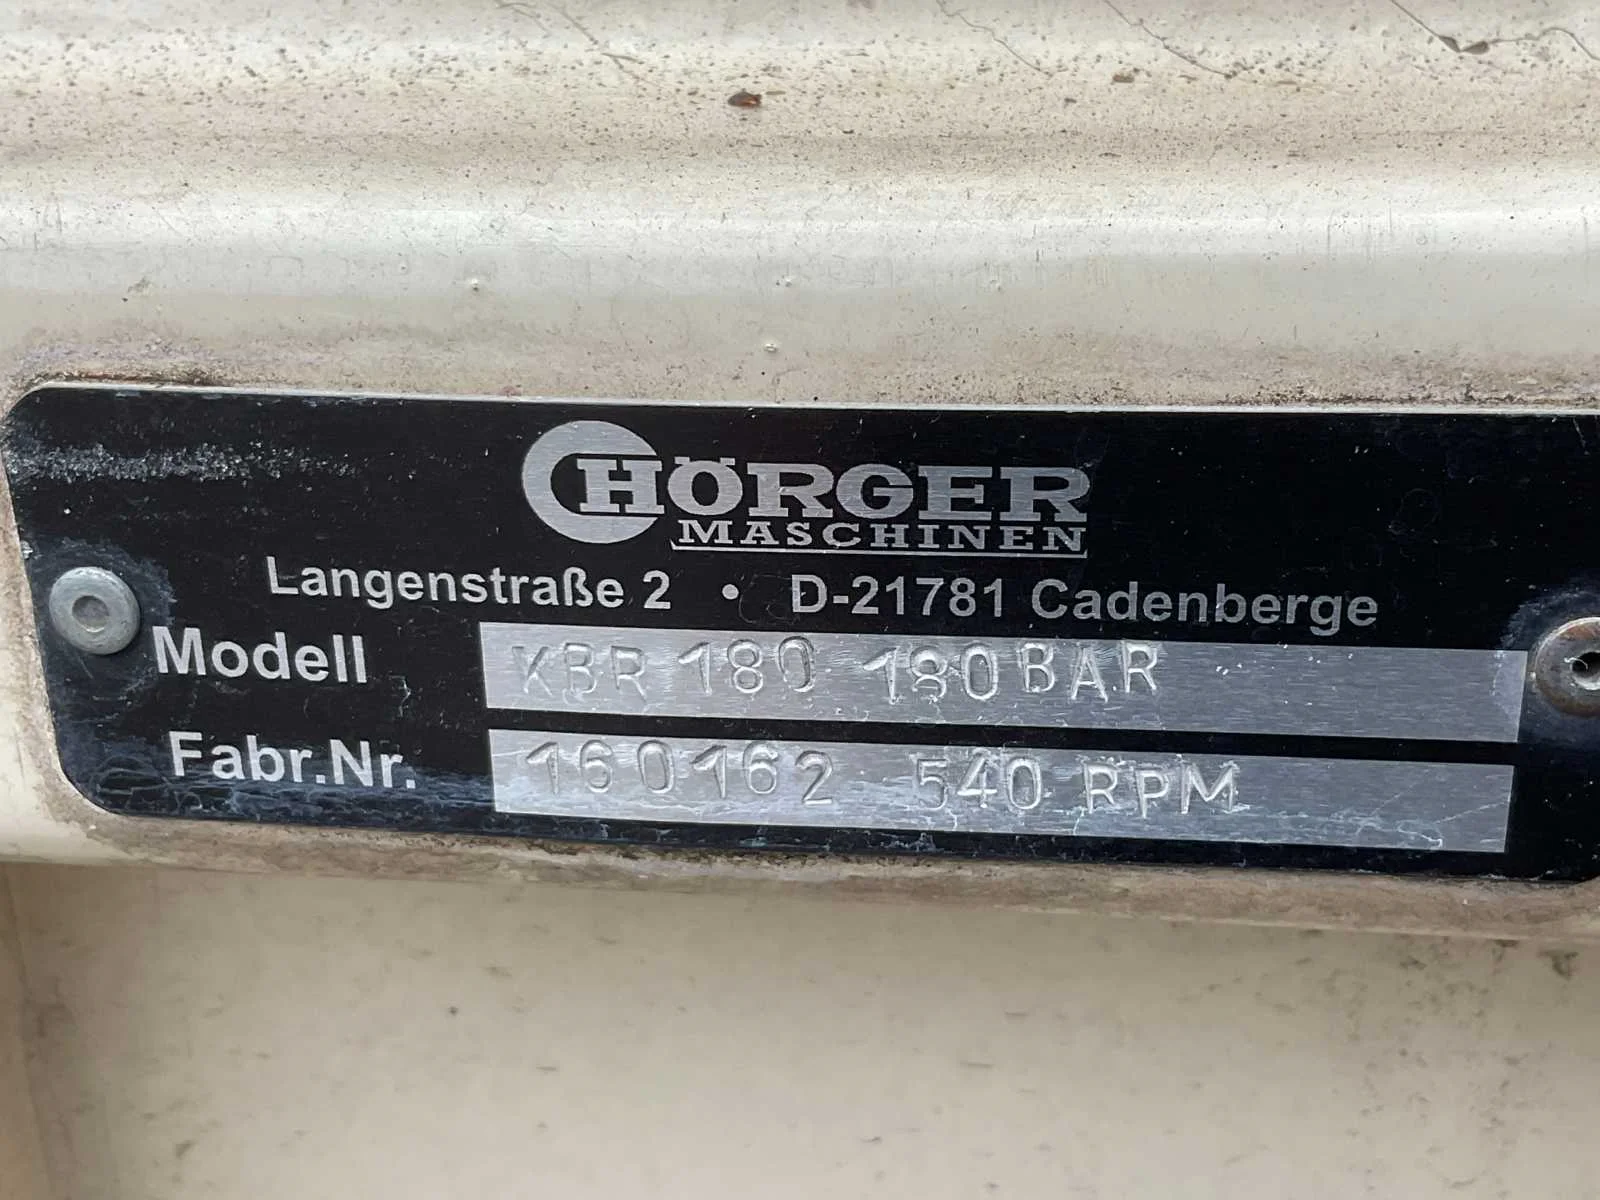 HÖRGER
MASCHINEN
Langenstraße 2 • D-21781 Cadenberge
Modell KBR 180 180BAR
Fabr.Nr. 160162 540 RPM